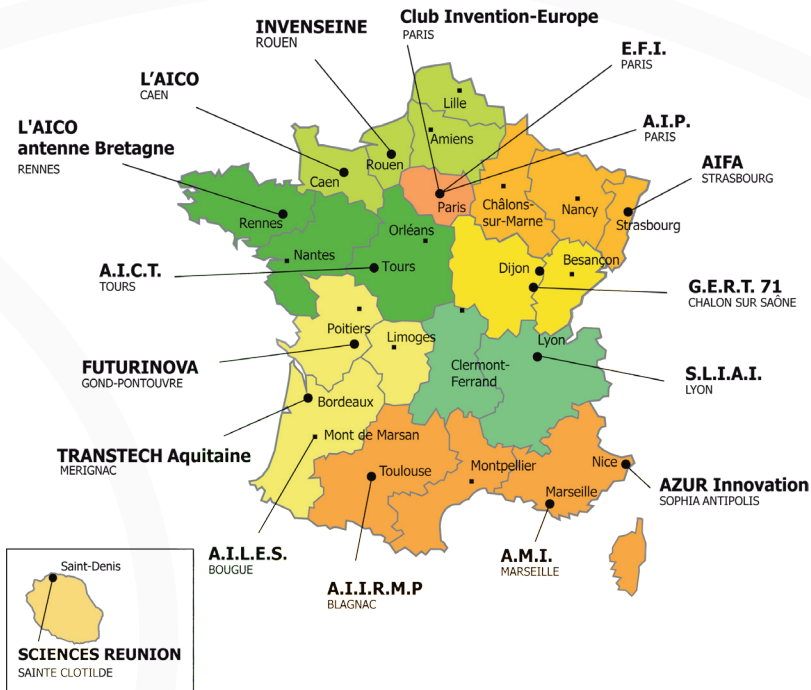 Club Invention-Europe
PARIS
INVENSEINE
ROUEN
E.F.I.
PARIS
L'AICO
CAEN
A.I.P.
PARIS
L'AICO
antenne Bretagne
RENNES
AIFA
STRASBOURG
A.I.C.T.
TOURS
G.E.R.T. 71
CHALON SUR SAÔNE
FUTURINOVA
GOND-PONTOUVRE
S.L.I.A.I.
LYON
TRANSTECH Aquitaine
MERIGNAC
AZUR Innovation
SOPHIA ANTIPOLIS
A.I.L.E.S.
BOUGUE
A.I.I.R.M.P
BLAGNAC
A.M.I.
MARSEILLE
Lille
Amiens
Rouen
Caen
Paris
Châlons-
sur-Marne
Nancy
Strasbourg
Rennes
Orléans
Nantes
Tours
Dijon
Besançon
Poitiers
Limoges
Clermont-
Ferrand
Lyon
Bordeaux
Mont de Marsan
Toulouse
Montpellier
Nice
Marseille
Saint-Denis
SCIENCES REUNION
SAINTE CLOTILDE